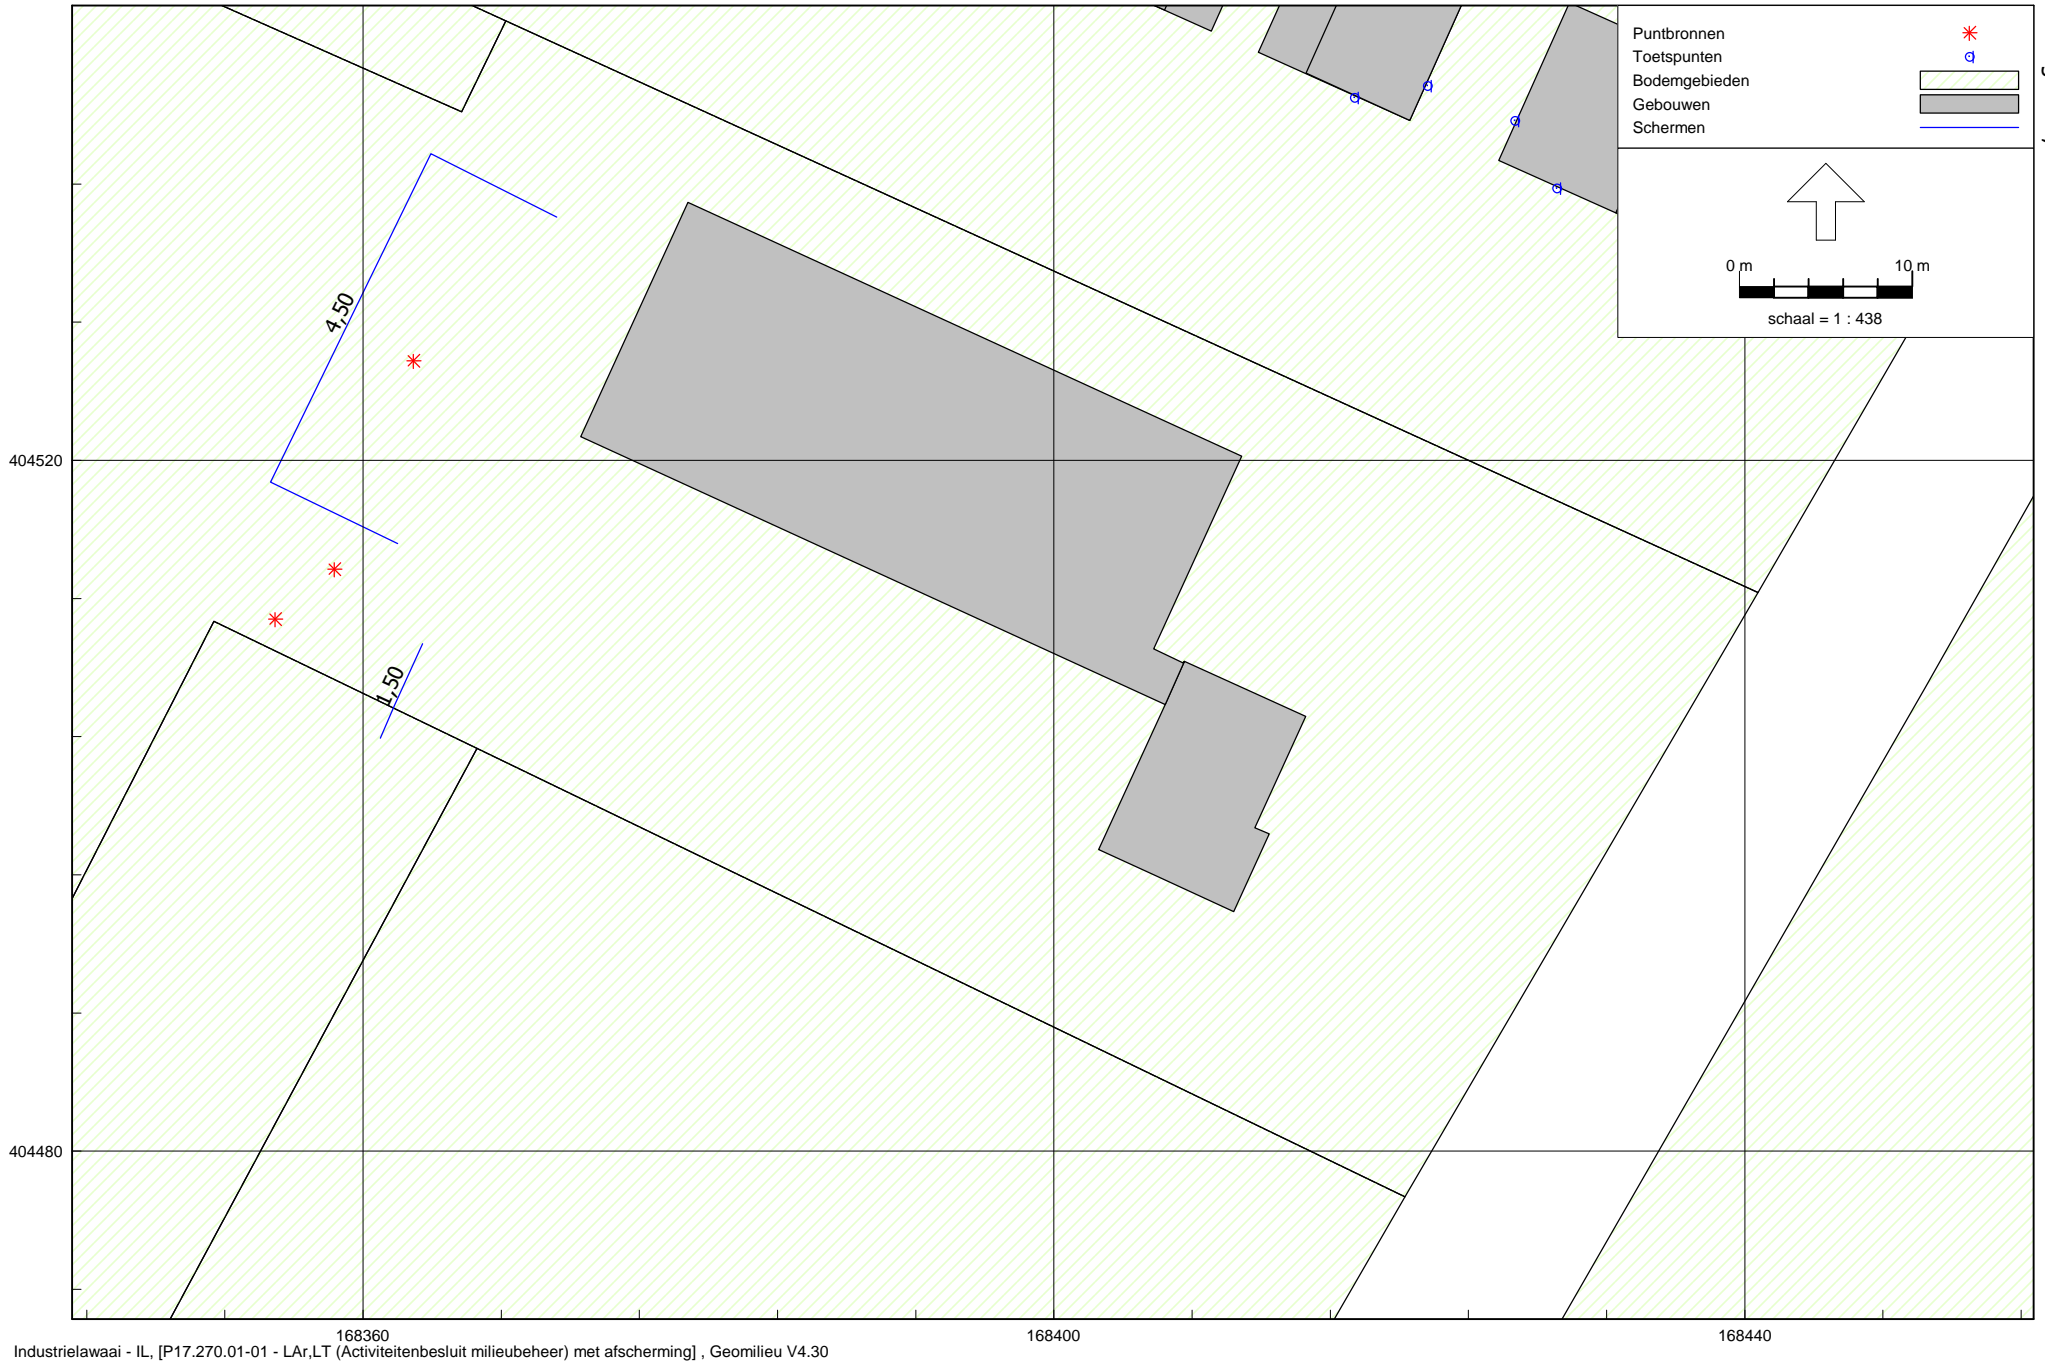 Puntbronnen
Toetspunten
Bodemgebieden
Gebouwen
Schermen
0 m 10 m
schaal = 1 : 438
4,50
404520
1,50
404480
168360 168400 168440
Industrielawaai - IL, [P17.270.01-01 - LAr,LT (Activiteitenbesluit milieubeheer) met afscherming] , Geomilieu V4.30